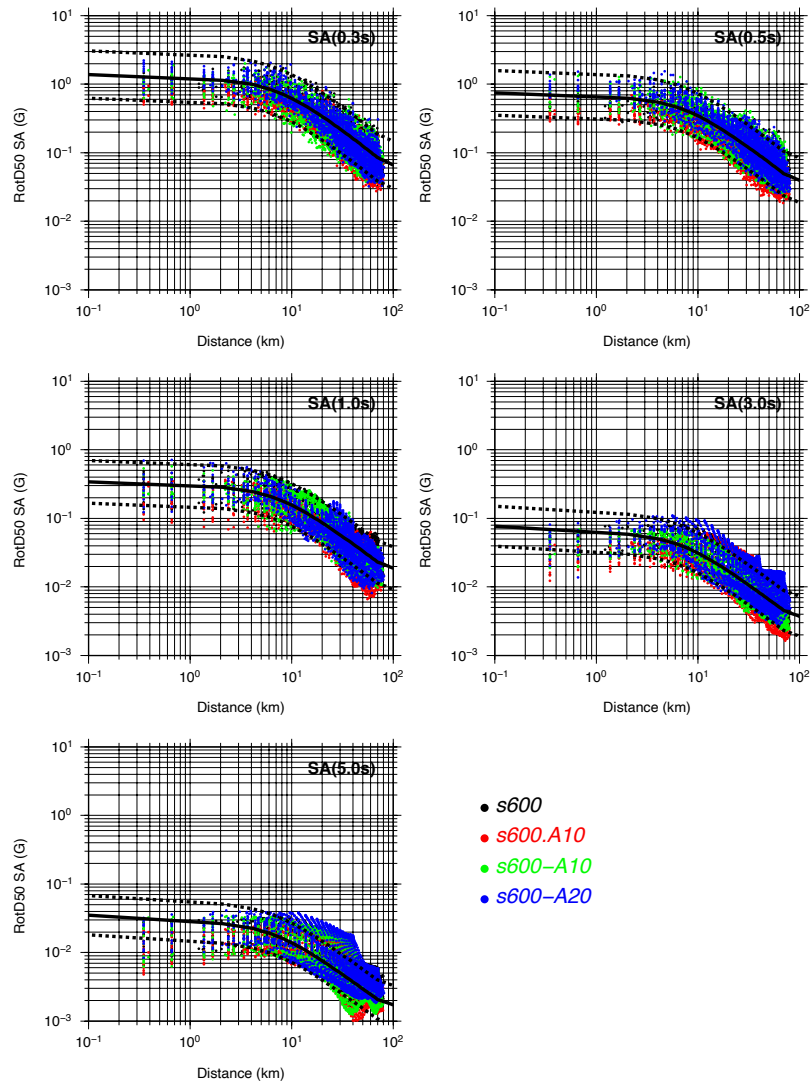 SA(0.3s)
RotD50 SA (G)
10¹
10⁰
10⁻¹
10⁻²
10⁻³
10⁻¹ 10⁰ 10¹ 10²
Distance (km)
SA(0.5s)
RotD50 SA (G)
10¹
10⁰
10⁻¹
10⁻²
10⁻³
10⁻¹ 10⁰ 10¹ 10²
Distance (km)
SA(1.0s)
RotD50 SA (G)
10¹
10⁰
10⁻¹
10⁻²
10⁻³
10⁻¹ 10⁰ 10¹ 10²
Distance (km)
SA(3.0s)
RotD50 SA (G)
10¹
10⁰
10⁻¹
10⁻²
10⁻³
10⁻¹ 10⁰ 10¹ 10²
Distance (km)
SA(5.0s)
RotD50 SA (G)
10¹
10⁰
10⁻¹
10⁻²
10⁻³
10⁻¹ 10⁰ 10¹ 10²
Distance (km)
s600
s600.A10
s600−A10
s600−A20